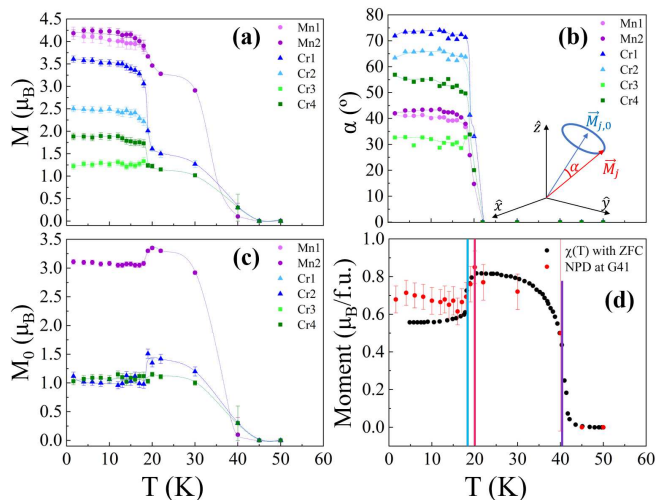 (a)
M (μB)
4.5
4.0
3.5
3.0
2.5
2.0
1.5
1.0
0.5
0.0
Mn1
Mn2
Cr1
Cr2
Cr3
Cr4
(b)
α (º)
80
70
60
50
40
30
20
10
0
Mn1
Mn2
Cr1
Cr2
Cr3
Cr4
ẑ
x̂
ŷ
α
M⃗j,0
M⃗j
(c)
M0 (μB)
3.5
3.0
2.5
2.0
1.5
1.0
0.5
0.0
Mn1
Mn2
Cr1
Cr2
Cr3
Cr4
0 10 20 30 40 50 60
T (K)
(d)
Moment (μB/f.u.)
1.0
0.8
0.6
0.4
0.2
0.0
χ(T) with ZFC
NPD at G41
0 10 20 30 40 50 60
T (K)